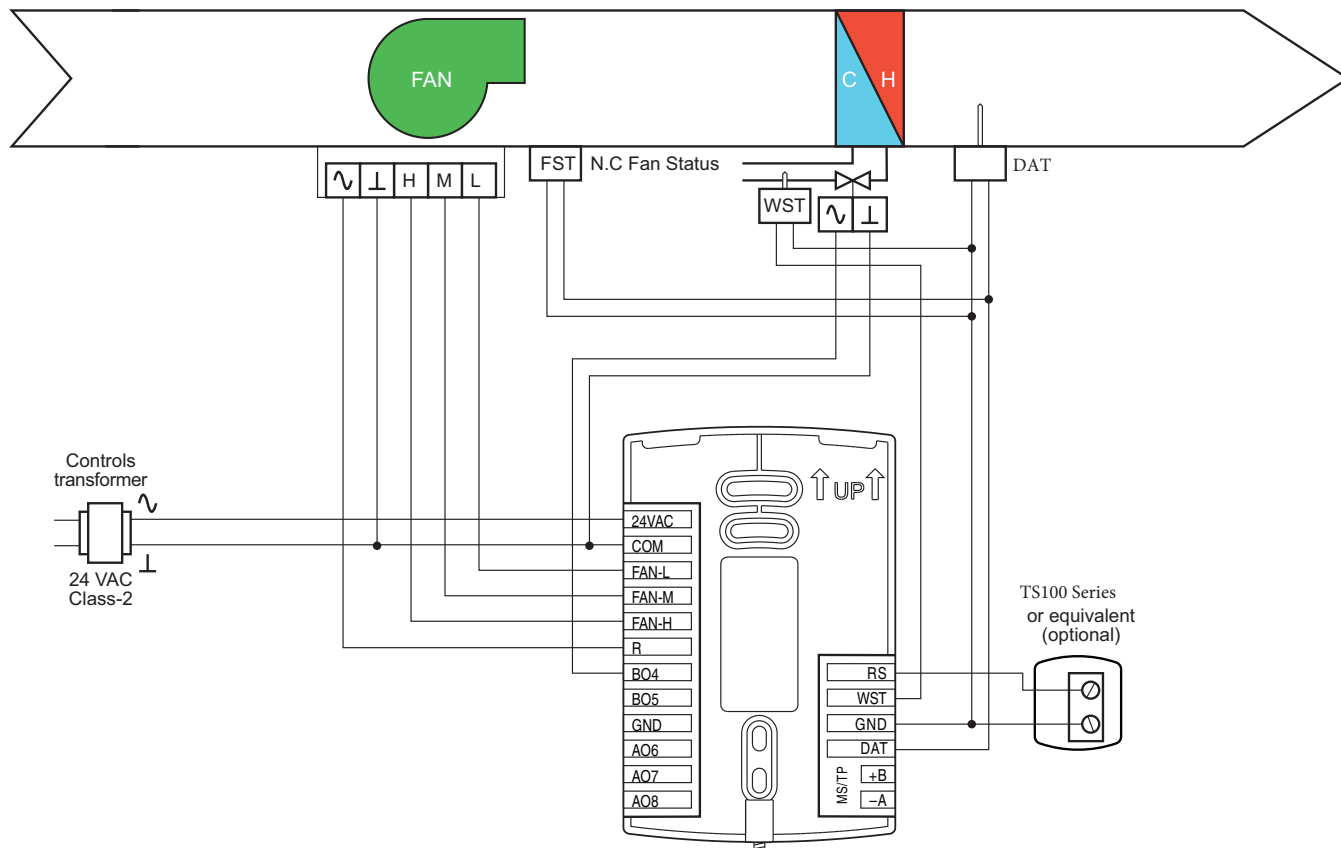 FAN
C H
H M L
FST N.C Fan Status
DAT
WST
UP
Controls
transformer
24 VAC
Class-2
24VAC
COM
FAN-L
FAN-M
FAN-H
R
BO4
BO5
GND
AO6
AO7
AO8
RS
WST
GND
DAT
MS/TP
+B
–A
TS100 Series
or equivalent
(optional)